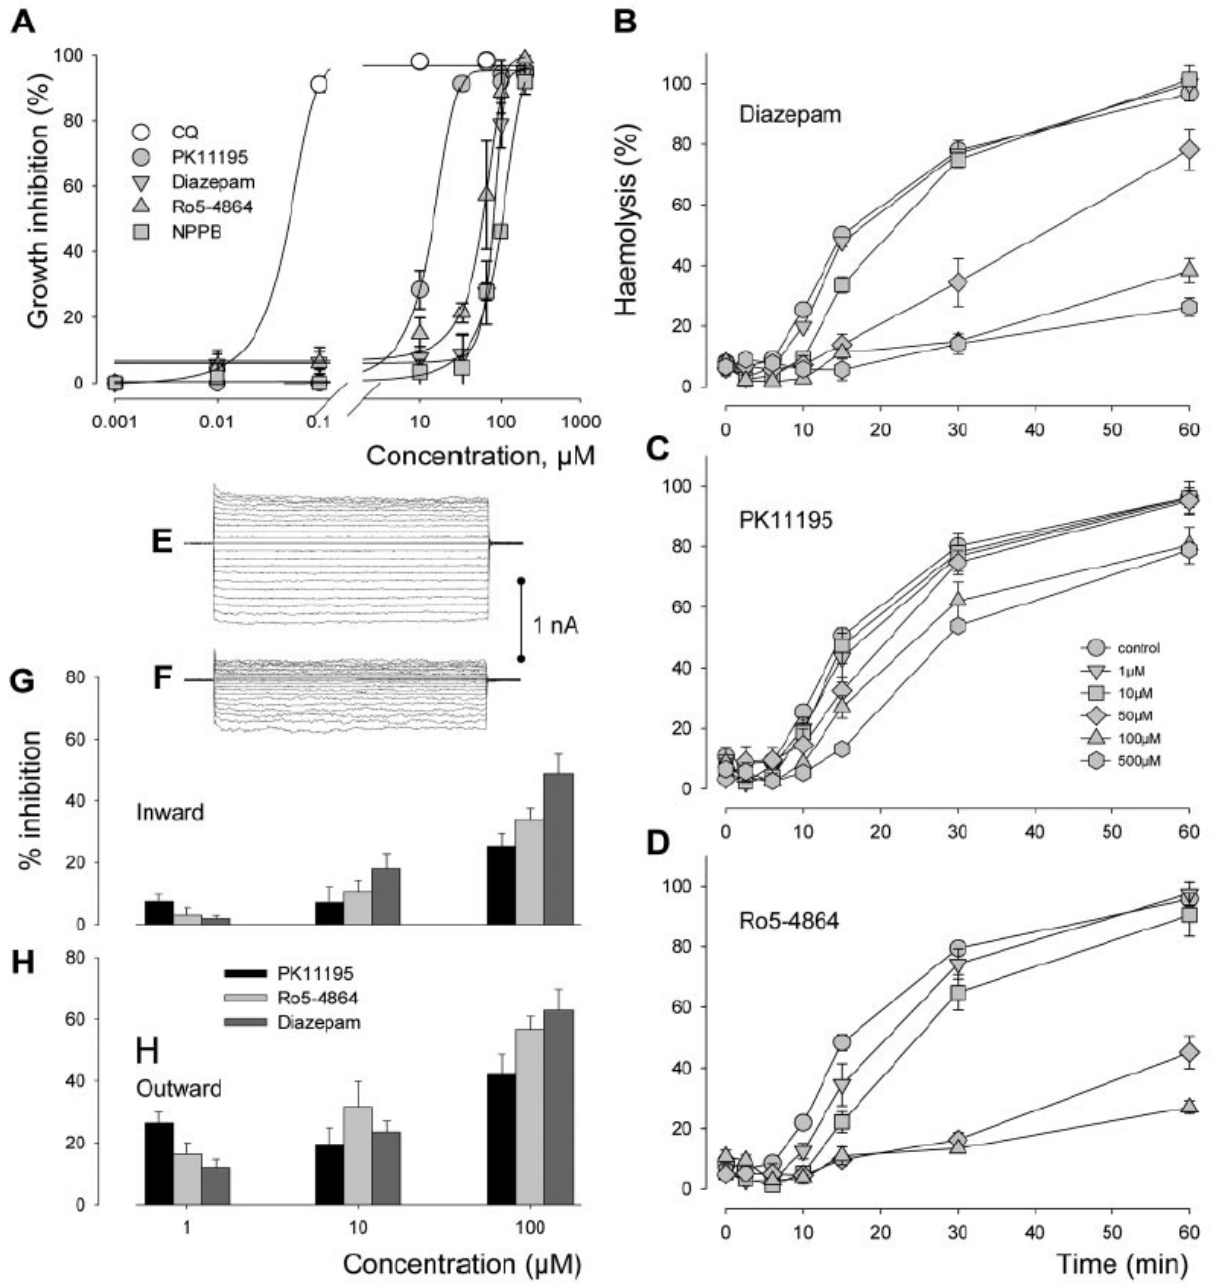 A
Growth inhibition (%)
100
80
60
40
20
0
CQ
PK11195
Diazepam
Ro5-4864
NPPB
0.001 0.01 0.1 10 100 1000
Concentration, µM
B
Haemolysis (%)
Diazepam
100
80
60
40
20
0
0 10 20 30 40 50 60
C
PK11195
100
80
60
40
20
0
control
1µM
10µM
50µM
100µM
500µM
0 10 20 30 40 50 60
D
Ro5-4864
100
80
60
40
20
0
0 10 20 30 40 50 60
Time (min)
E
1 nA
F
G
% inhibition
80
60
40
20
0
Inward
H
80
60
40
20
0
PK11195
Ro5-4864
Diazepam
H
Outward
1 10 100
Concentration (µM)